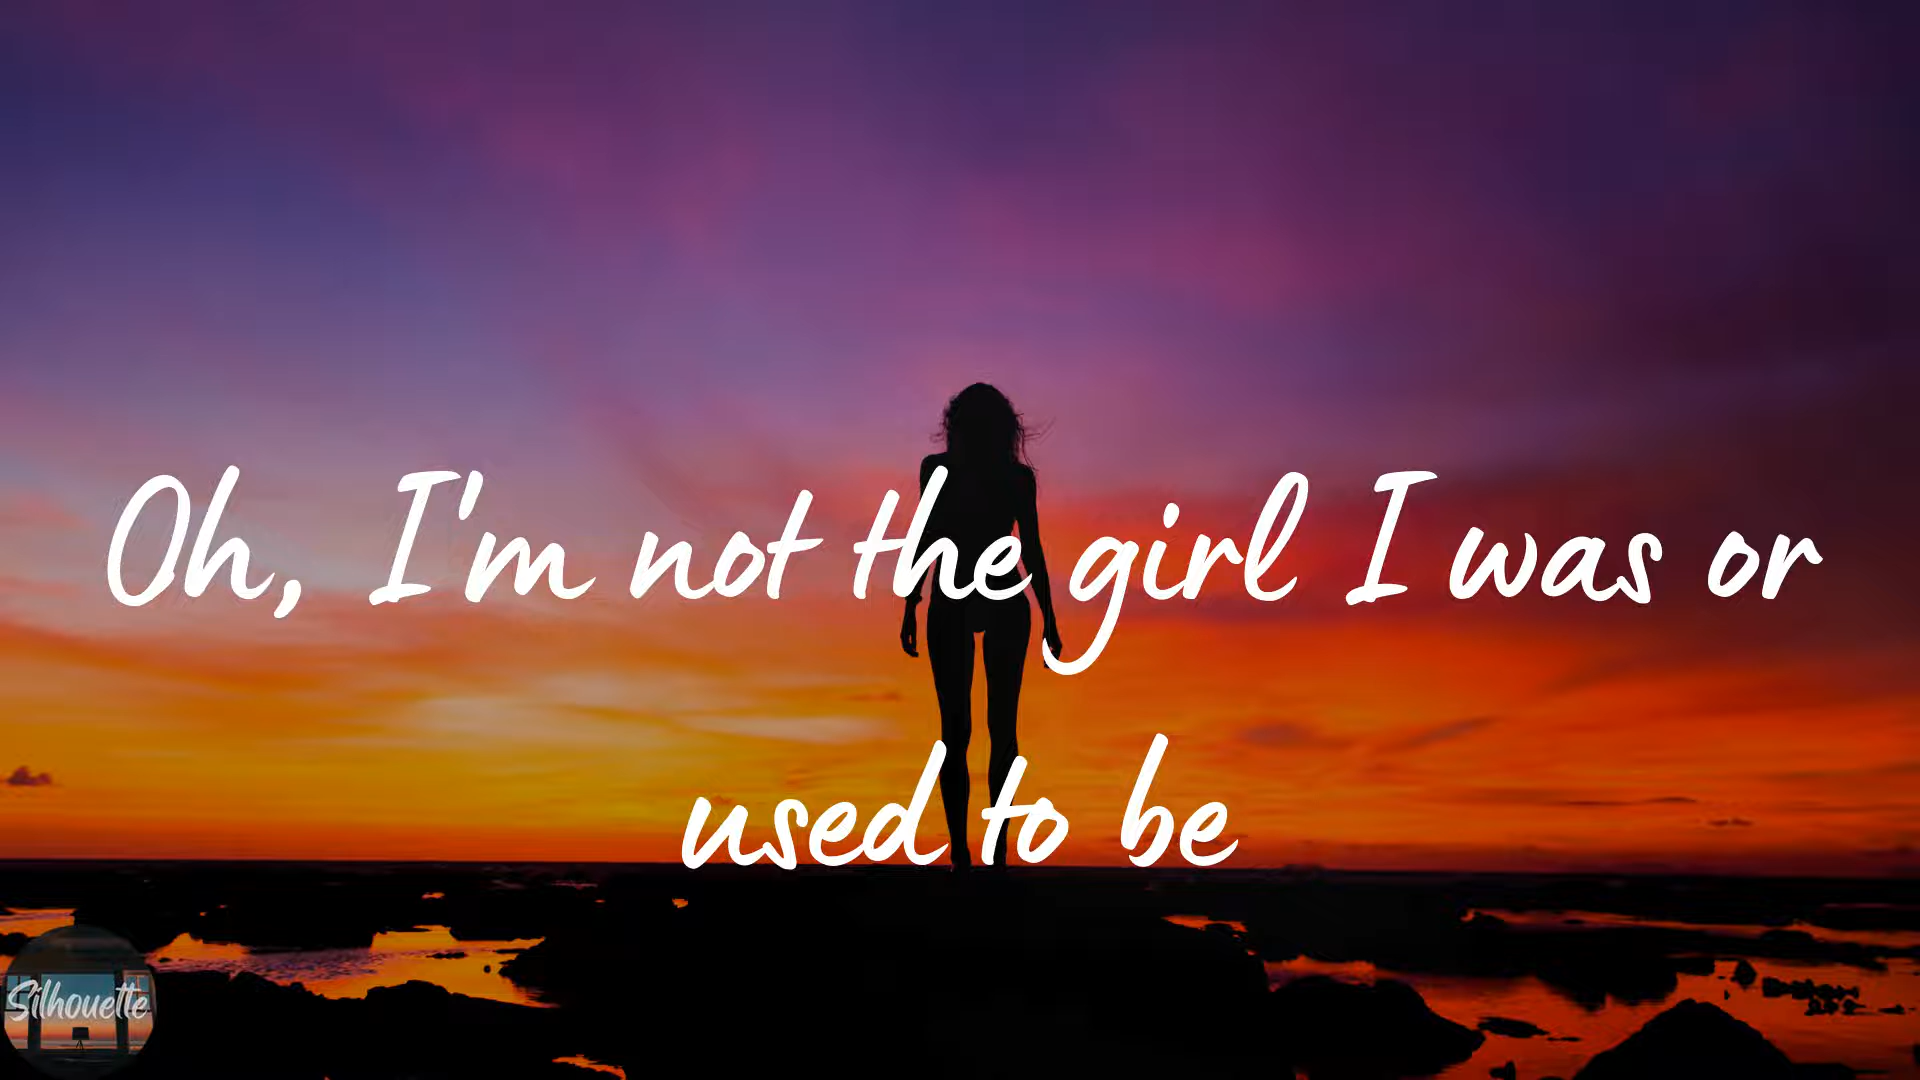 Oh, I'm not the girl I was or
used to be
Silhouette